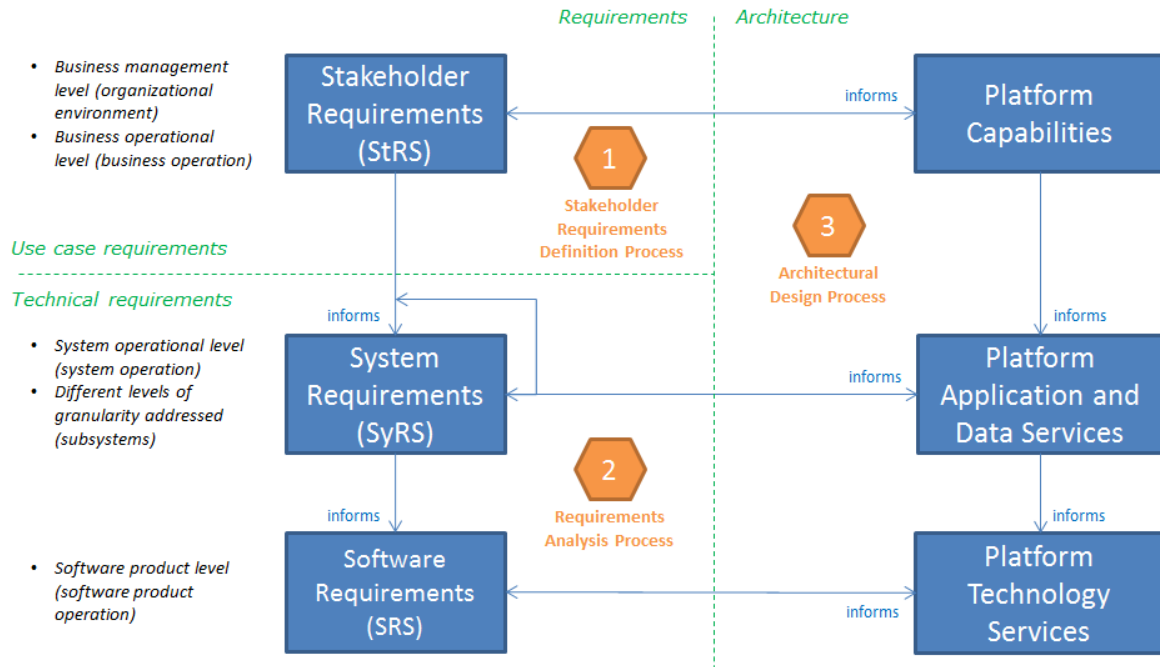 Requirements
Architecture
• Business management
level (organizational
environment)
• Business operational
level (business operation)
Stakeholder
Requirements
(StRS)
informs
Platform
Capabilities
1
Stakeholder
Requirements
Definition Process
3
Architectural
Design Process
Use case requirements
Technical requirements
informs
informs
• System operational level
(system operation)
• Different levels of
granularity addressed
(subsystems)
System
Requirements
(SyRS)
informs
Platform
Application and
Data Services
2
Requirements
Analysis Process
informs
informs
• Software product level
(software product
operation)
Software
Requirements
(SRS)
informs
Platform
Technology
Services